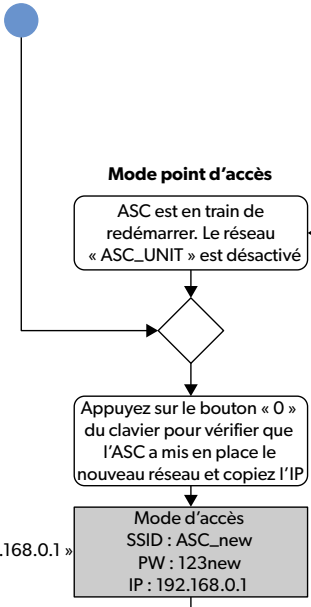 Mode point d’accès
ASC est en train de
redémarrer. Le réseau
« ASC_UNIT » est désactivé
Appuyez sur le bouton « 0 »
du clavier pour vérifier que
l’ASC a mis en place le
nouveau réseau et copiez l’IP
.168.0.1 »
Mode d’accès
SSID : ASC_new
PW : 123new
IP : 192.168.0.1